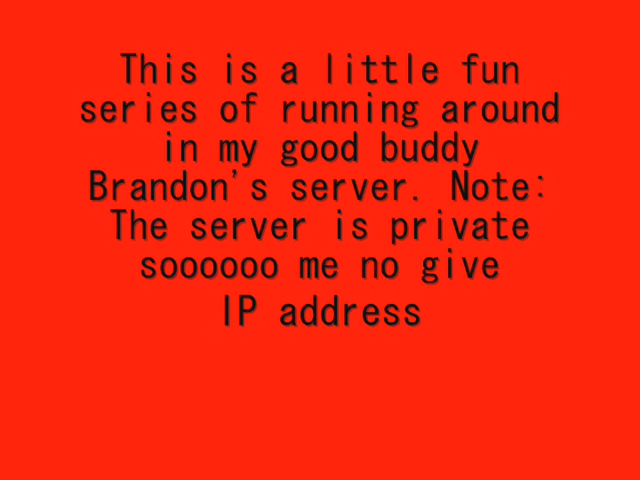 This is a little fun
series of running around
in my good buddy
Brandon's server. Note:
The server is private
soooooo me no give
IP address